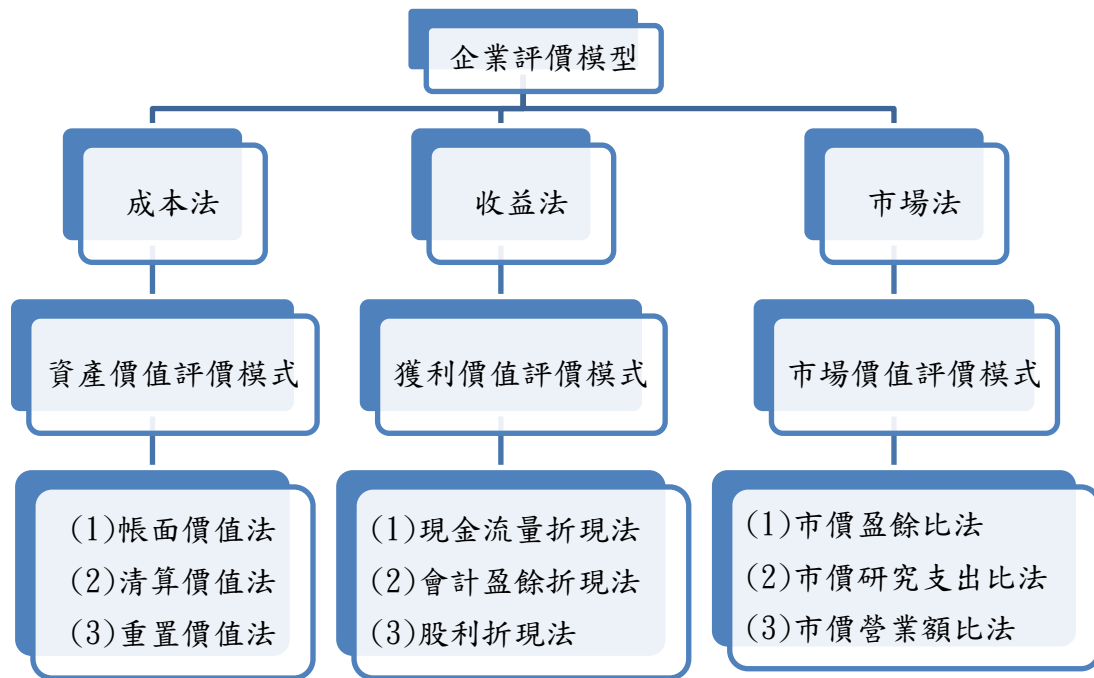 企業評價模型
成本法
收益法
市場法
資產價值評價模式
獲利價值評價模式
市場價值評價模式
(1)帳面價值法
(2)清算價值法
(3)重置價值法
(1)現金流量折現法
(2)會計盈餘折現法
(3)股利折現法
(1)市價盈餘比法
(2)市價研究支出比法
(3)市價營業額比法